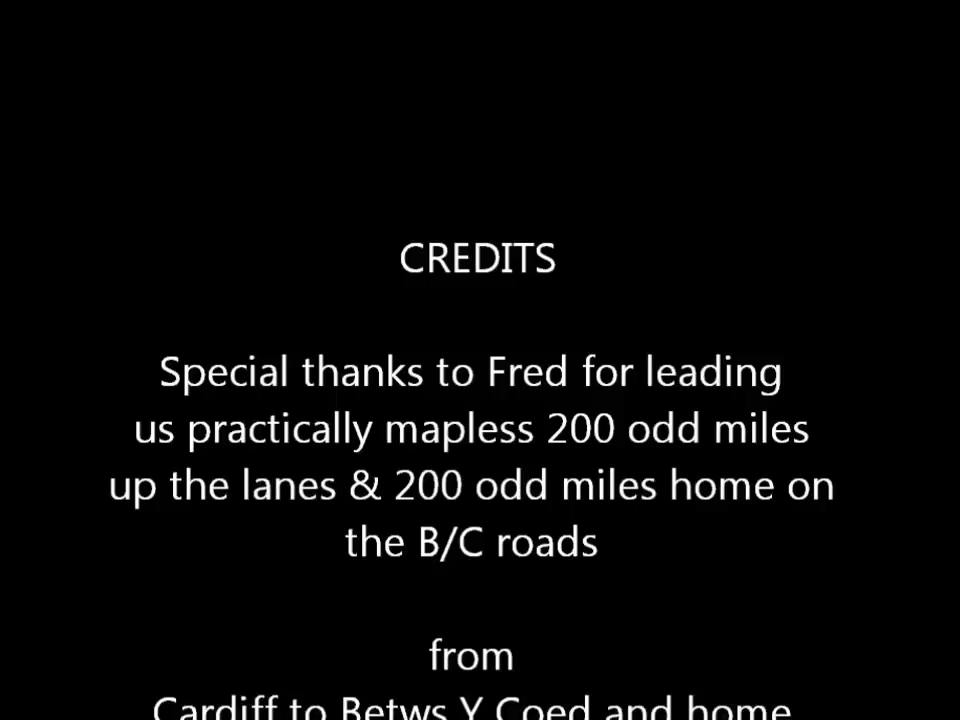 CREDITS
Special thanks to Fred for leading
us practically mapless 200 odd miles
up the lanes & 200 odd miles home on
the B/C roads
from
Cardiff to Betws Y Coed and home